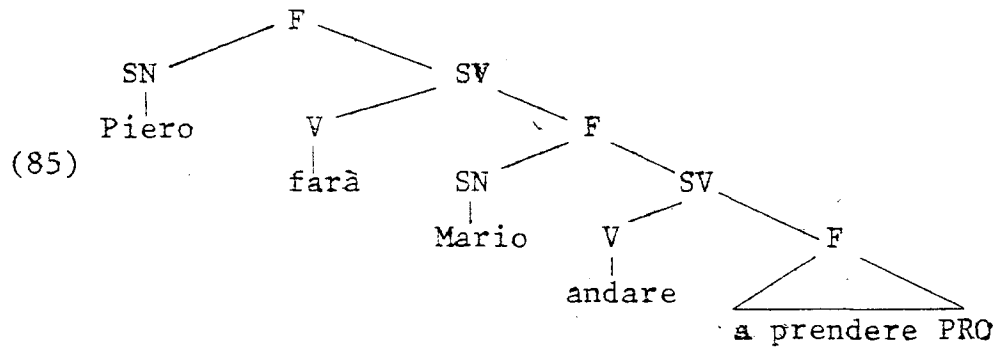 F
SN SV
Piero V F
(85) farà SN SV
Mario V F
andare
a prendere PRO